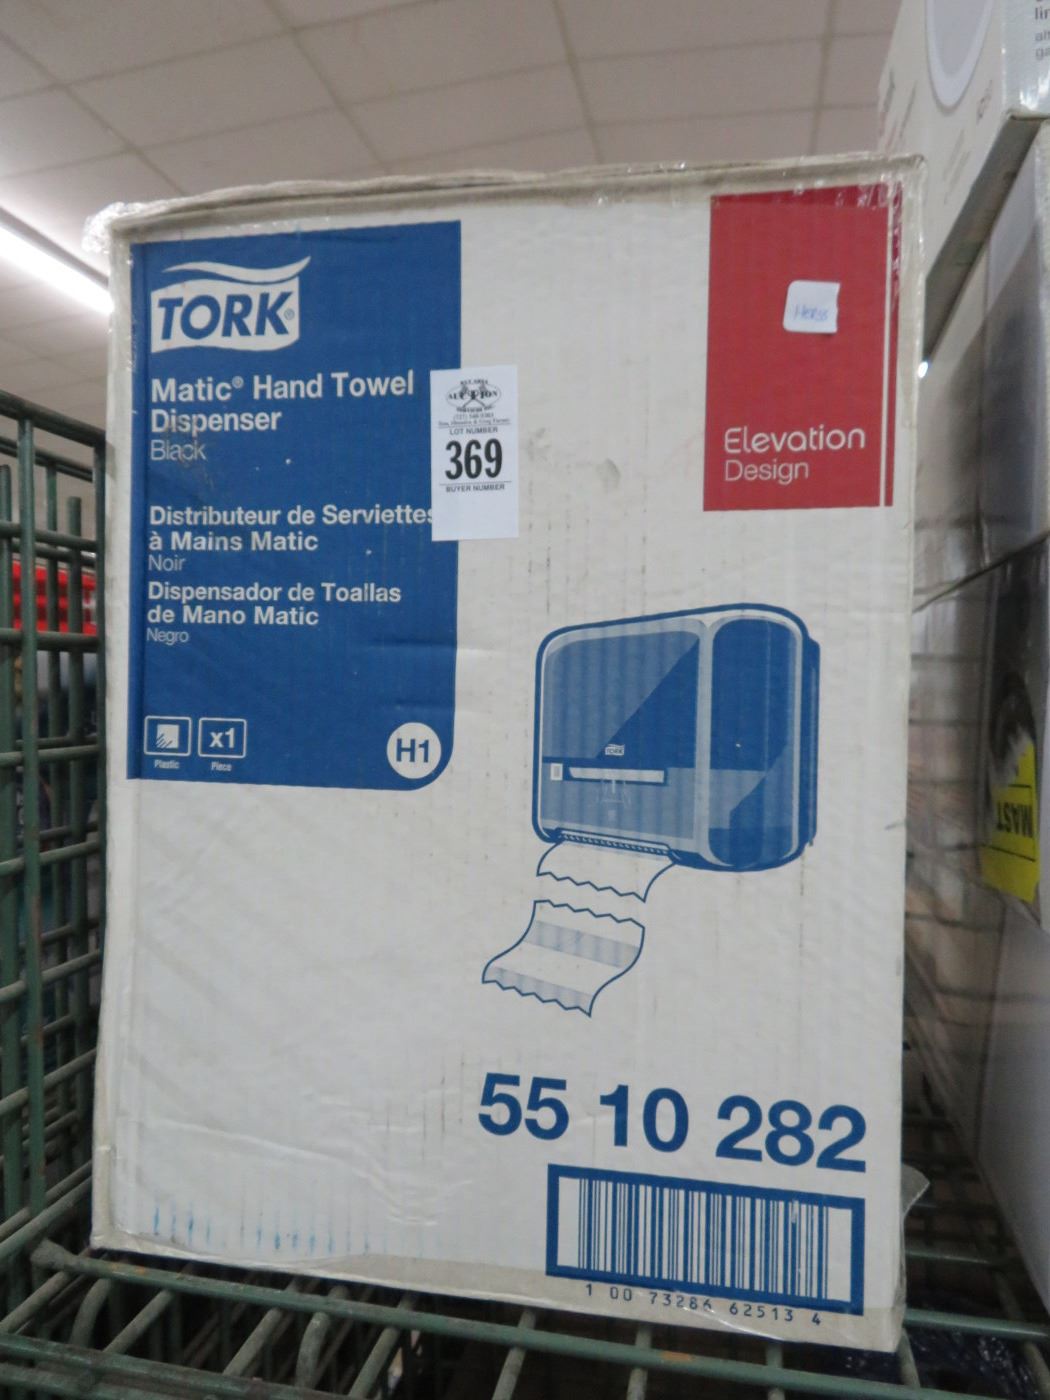 TORK®
Matic® Hand Towel
Dispenser
Black
Distributeur de Serviettes
à Mains Matic
Noir
Dispensador de Toallas
de Mano Matic
Negro
x1
Plastic
Piece
H1
AUCTION
LOT NUMBER
369
BUYER NUMBER
Elevation
Design
TORK
55 10 282
1 00 73286 62513 4
MAST